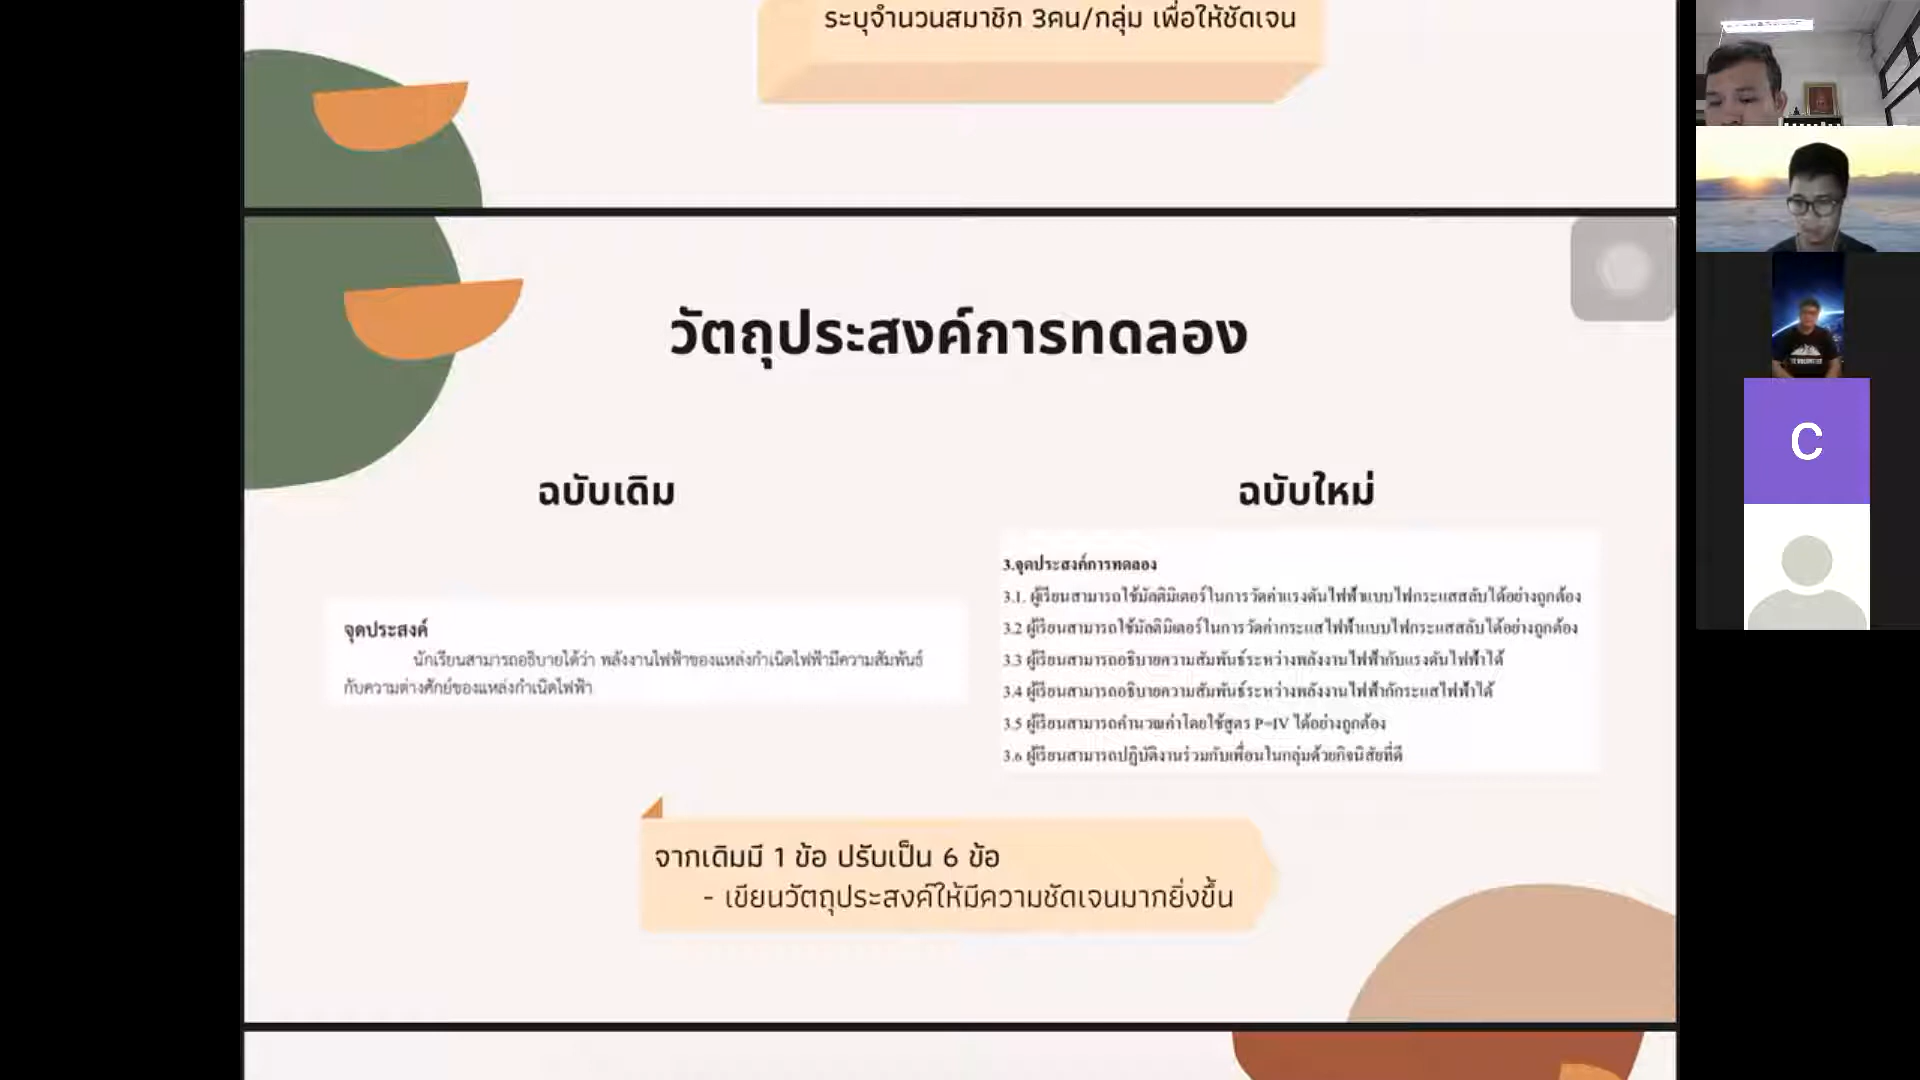 ระบุจำนวนสมาชิก 3คน/กลุ่ม เพื่อให้ชัดเจน
วัตถุประสงค์การทดลอง
ฉบับเดิม
จุดประสงค์
นักเรียนสามารถอธิบายได้ว่า พลังงานไฟฟ้าของแหล่งกำเนิดไฟฟ้ามีความสัมพันธ์
กับความต่างศักย์ของแหล่งกำเนิดไฟฟ้า
ฉบับใหม่
3.จุดประสงค์การทดลอง
3.1. ผู้เรียนสามารถใช้มัลติมิเตอร์ในการวัดค่าแรงดันไฟฟ้าแบบไฟกระแสสลับได้อย่างถูกต้อง
3.2 ผู้เรียนสามารถใช้มัลติมิเตอร์ในการวัดค่ากระแสไฟฟ้าแบบไฟกระแสสลับได้อย่างถูกต้อง
3.3 ผู้เรียนสามารถอธิบายความสัมพันธ์ระหว่างพลังงานไฟฟ้ากับแรงดันไฟฟ้าได้
3.4 ผู้เรียนสามารถอธิบายความสัมพันธ์ระหว่างพลังงานไฟฟ้ากักระแสไฟฟ้าได้
3.5 ผู้เรียนสามารถคำนวณค่าโดยใช้สูตร P=IV ได้อย่างถูกต้อง
3.6 ผู้เรียนสามารถปฏิบัติงานร่วมกับเพื่อนในกลุ่มด้วยกิจนิสัยที่ดี
จากเดิมมี 1 ข้อ ปรับเป็น 6 ข้อ
- เขียนวัตถุประสงค์ให้มีความชัดเจนมากยิ่งขึ้น
C